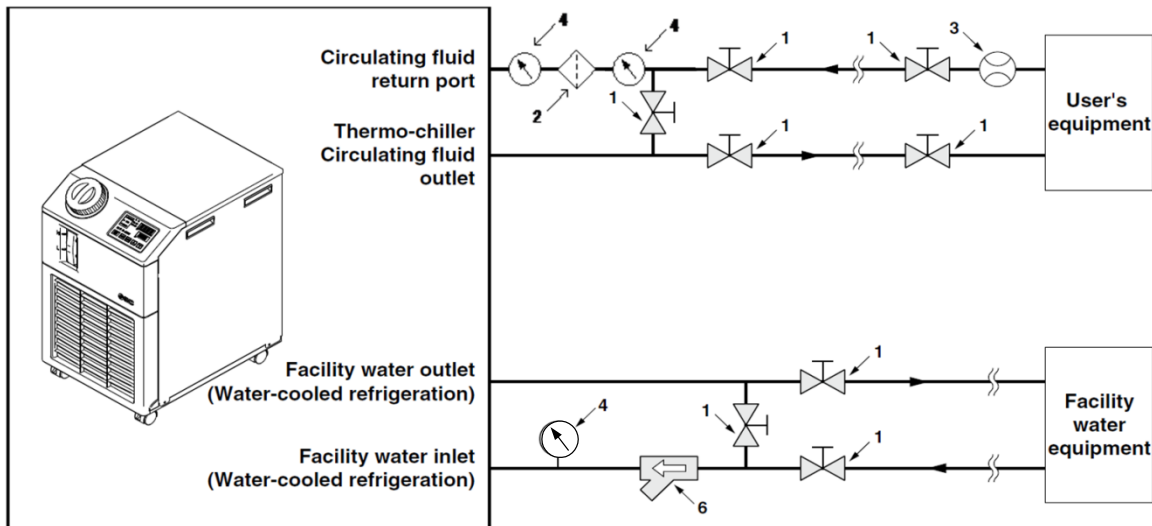 4
4
1
1
3
Circulating fluid
return port
2
1
User's
equipment
Thermo-chiller
Circulating fluid
outlet
1
1
Facility water outlet
(Water-cooled refrigeration)
1
4
1
1
Facility
water
equipment
Facility water inlet
(Water-cooled refrigeration)
6